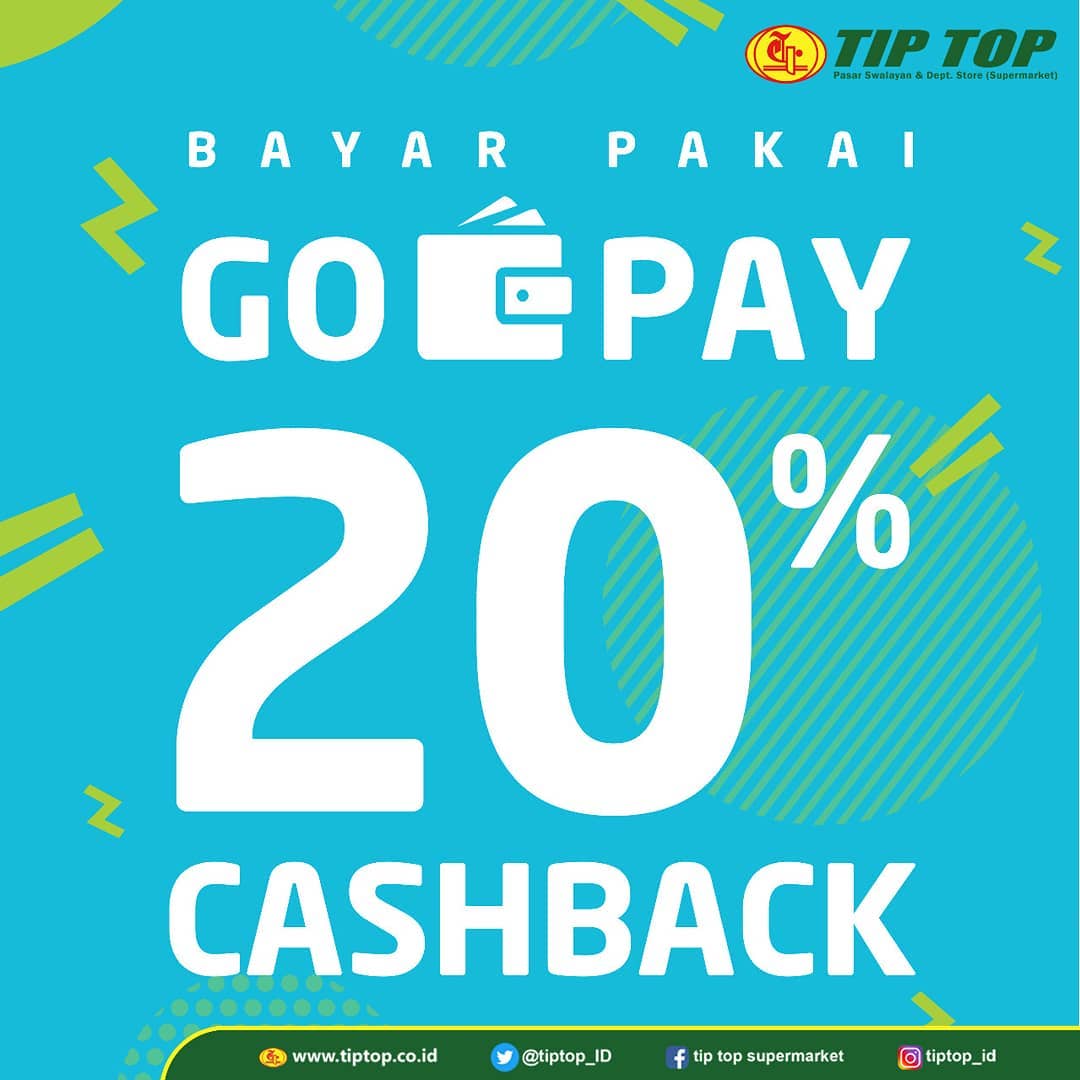 TIP TOP
Pasar Swalayan & Dept. Store (Supermarket)
BAYAR PAKAI
GO PAY
20%
CASHBACK
www.tiptop.co.id @tiptop_ID tip top supermarket tiptop_id